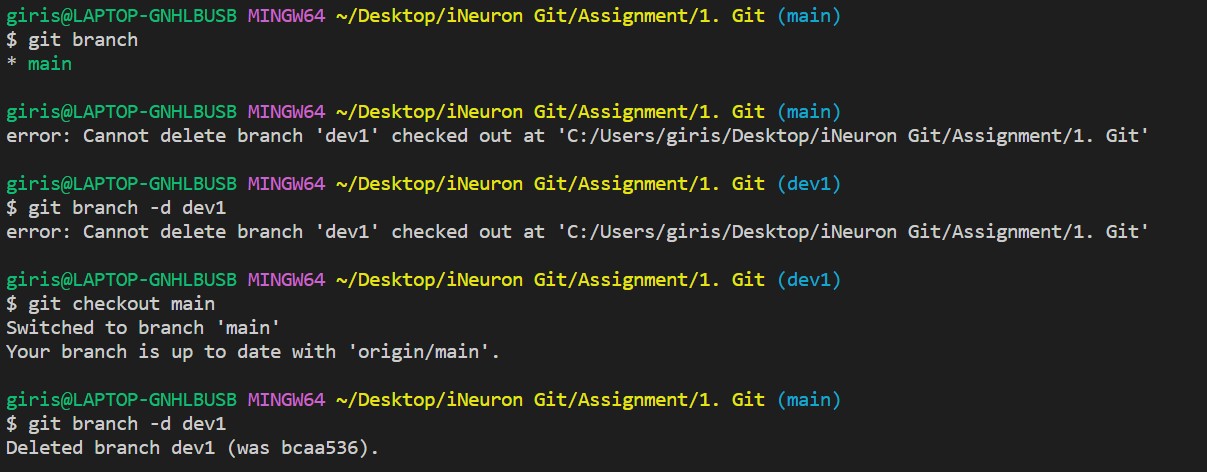 giris@LAPTOP-GNHLBUSB MINGW64 ~/Desktop/iNeuron Git/Assignment/1. Git (main)
$ git branch
* main
giris@LAPTOP-GNHLBUSB MINGW64 ~/Desktop/iNeuron Git/Assignment/1. Git (main)
error: Cannot delete branch 'dev1' checked out at 'C:/Users/giris/Desktop/iNeuron Git/Assignment/1. Git'
giris@LAPTOP-GNHLBUSB MINGW64 ~/Desktop/iNeuron Git/Assignment/1. Git (dev1)
$ git branch -d dev1
error: Cannot delete branch 'dev1' checked out at 'C:/Users/giris/Desktop/iNeuron Git/Assignment/1. Git'
giris@LAPTOP-GNHLBUSB MINGW64 ~/Desktop/iNeuron Git/Assignment/1. Git (dev1)
$ git checkout main
Switched to branch 'main'
Your branch is up to date with 'origin/main'.
giris@LAPTOP-GNHLBUSB MINGW64 ~/Desktop/iNeuron Git/Assignment/1. Git (main)
$ git branch -d dev1
Deleted branch dev1 (was bcaa536).